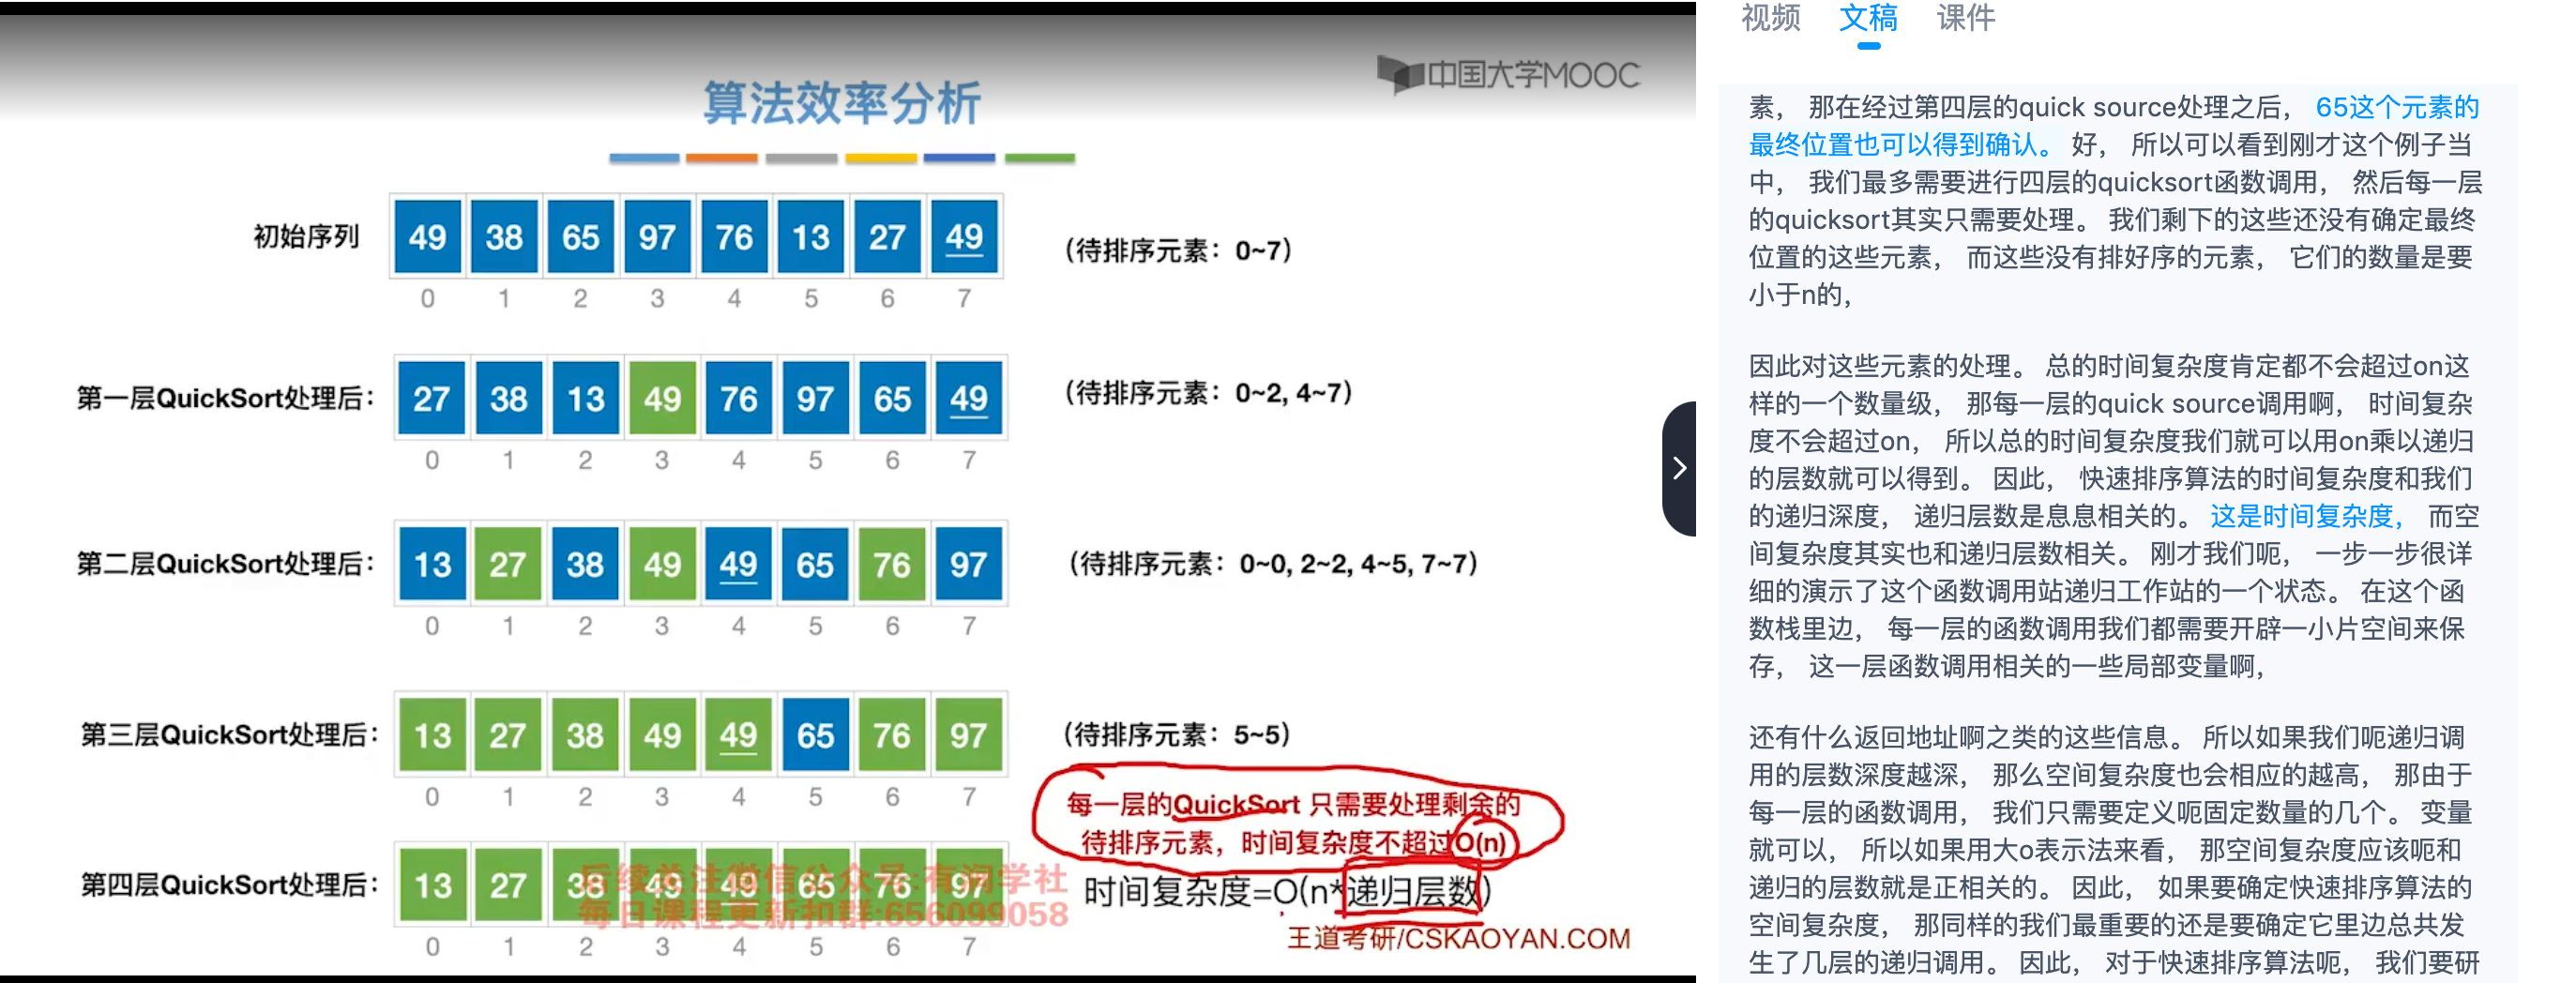 中国大学MOOC
算法效率分析
初始序列
49 38 65 97 76 13 27 49
(待排序元素：0~7)
0 1 2 3 4 5 6 7
第一层QuickSort处理后：
27 38 13 49 76 97 65 49
(待排序元素：0~2, 4~7)
0 1 2 3 4 5 6 7
第二层QuickSort处理后：
13 27 38 49 49 65 76 97
(待排序元素：0~0, 2~2, 4~5, 7~7)
0 1 2 3 4 5 6 7
第三层QuickSort处理后：
13 27 38 49 49 65 76 97
(待排序元素：5~5)
0 1 2 3 4 5 6 7
每一层的QuickSort 只需要处理剩余的
待排序元素，时间复杂度不超过O(n)
第四层QuickSort处理后：
13 27 38 49 49 65 76 97
后续关注微信公众号:有润学社
每日课程更新扣群:656099058
时间复杂度=O(n*递归层数)
0 1 2 3 4 5 6 7
王道考研/CSKAOYAN.COM
视频 文稿 课件
素， 那在经过第四层的quick source处理之后， 65这个元素的
最终位置也可以得到确认。 好， 所以可以看到刚才这个例子当
中， 我们最多需要进行四层的quicksort函数调用， 然后每一层
的quicksort其实只需要处理。 我们剩下的这些还没有确定最终
位置的这些元素， 而这些没有排好序的元素， 它们的数量是要
小于n的，
因此对这些元素的处理。 总的时间复杂度肯定都不会超过on这
样的一个数量级， 那每一层的quick source调用啊， 时间复杂
度不会超过on， 所以总的时间复杂度我们就可以用on乘以递归
的层数就可以得到。 因此， 快速排序算法的时间复杂度和我们
的递归深度， 递归层数是息息相关的。 这是时间复杂度， 而空
间复杂度其实也和递归层数相关。 刚才我们呃， 一步一步很详
细的演示了这个函数调用站递归工作站的一个状态。 在这个函
数栈里边， 每一层的函数调用我们都需要开辟一小片空间来保
存， 这一层函数调用相关的一些局部变量啊，
还有什么返回地址啊之类的这些信息。 所以如果我们呃递归调
用的层数深度越深， 那么空间复杂度也会相应的越高， 那由于
每一层的函数调用， 我们只需要定义呃固定数量的几个。 变量
就可以， 所以如果用大o表示法来看， 那空间复杂度应该呃和
递归的层数就是正相关的。 因此， 如果要确定快速排序算法的
空间复杂度， 那同样的我们最重要的还是要确定它里边总共发
生了几层的递归调用。 因此， 对于快速排序算法呃， 我们要研